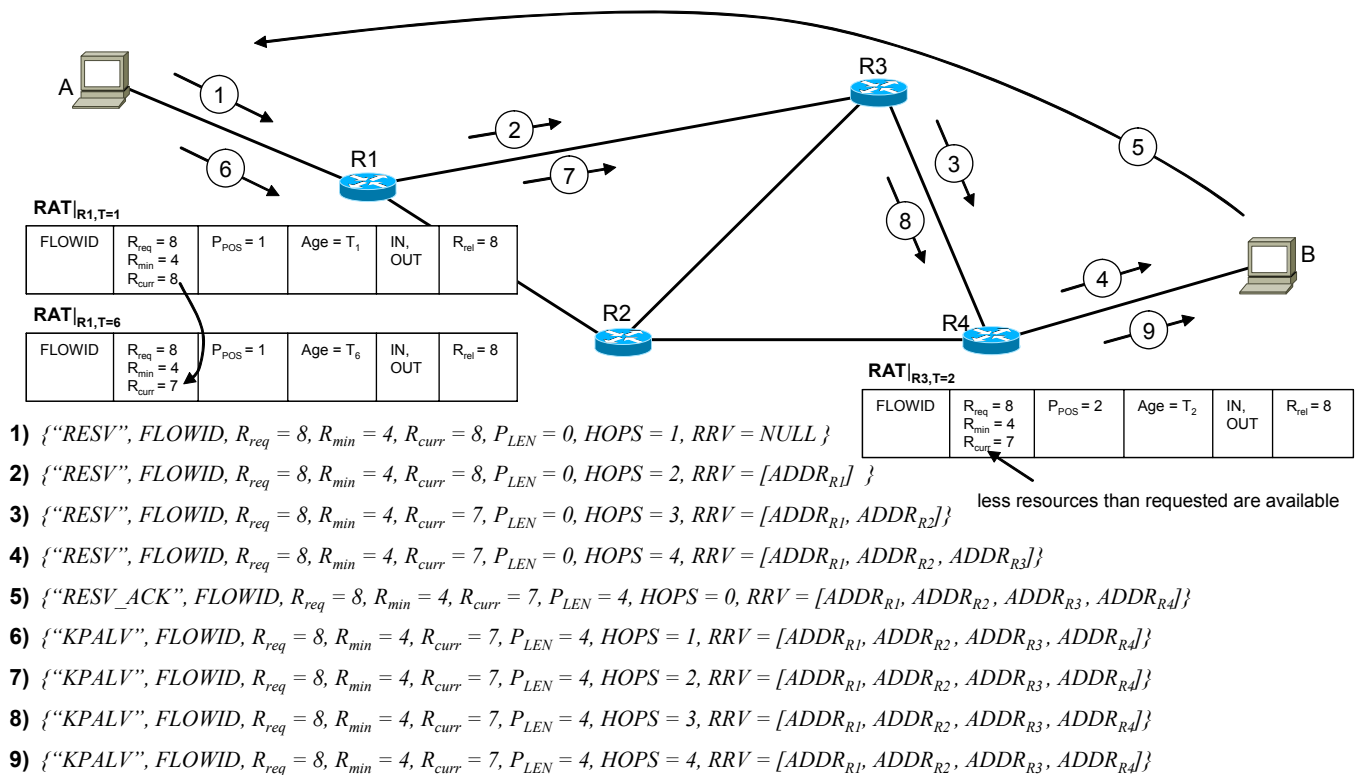 A
1
6
R1
2
7
R3
3
8
5
B
4
9
R2
R4
RAT|R1,T=1
FLOWID
Rreq = 8
Rmin = 4
Rcurr = 8
PPOS = 1
Age = T1
IN,
OUT
Rrel = 8
RAT|R1,T=6
FLOWID
Rreq = 8
Rmin = 4
Rcurr = 7
PPOS = 1
Age = T6
IN,
OUT
Rrel = 8
RAT|R3,T=2
FLOWID
Rreq = 8
Rmin = 4
Rcurr = 7
PPOS = 2
Age = T2
IN,
OUT
Rrel = 8
less resources than requested are available
1) {“RESV”, FLOWID, Rreq = 8, Rmin = 4, Rcurr = 8, PLEN = 0, HOPS = 1, RRV = NULL }
2) {“RESV”, FLOWID, Rreq = 8, Rmin = 4, Rcurr = 8, PLEN = 0, HOPS = 2, RRV = [ADDRR1] }
3) {“RESV”, FLOWID, Rreq = 8, Rmin = 4, Rcurr = 7, PLEN = 0, HOPS = 3, RRV = [ADDRR1, ADDRR2]}
4) {“RESV”, FLOWID, Rreq = 8, Rmin = 4, Rcurr = 7, PLEN = 0, HOPS = 4, RRV = [ADDRR1, ADDRR2 , ADDRR3]}
5) {“RESV_ACK”, FLOWID, Rreq = 8, Rmin = 4, Rcurr = 7, PLEN = 4, HOPS = 0, RRV = [ADDRR1, ADDRR2 , ADDRR3 , ADDRR4]}
6) {“KPALV”, FLOWID, Rreq = 8, Rmin = 4, Rcurr = 7, PLEN = 4, HOPS = 1, RRV = [ADDRR1, ADDRR2 , ADDRR3 , ADDRR4]}
7) {“KPALV”, FLOWID, Rreq = 8, Rmin = 4, Rcurr = 7, PLEN = 4, HOPS = 2, RRV = [ADDRR1, ADDRR2 , ADDRR3 , ADDRR4]}
8) {“KPALV”, FLOWID, Rreq = 8, Rmin = 4, Rcurr = 7, PLEN = 4, HOPS = 3, RRV = [ADDRR1, ADDRR2 , ADDRR3 , ADDRR4]}
9) {“KPALV”, FLOWID, Rreq = 8, Rmin = 4, Rcurr = 7, PLEN = 4, HOPS = 4, RRV = [ADDRR1, ADDRR2 , ADDRR3 , ADDRR4]}